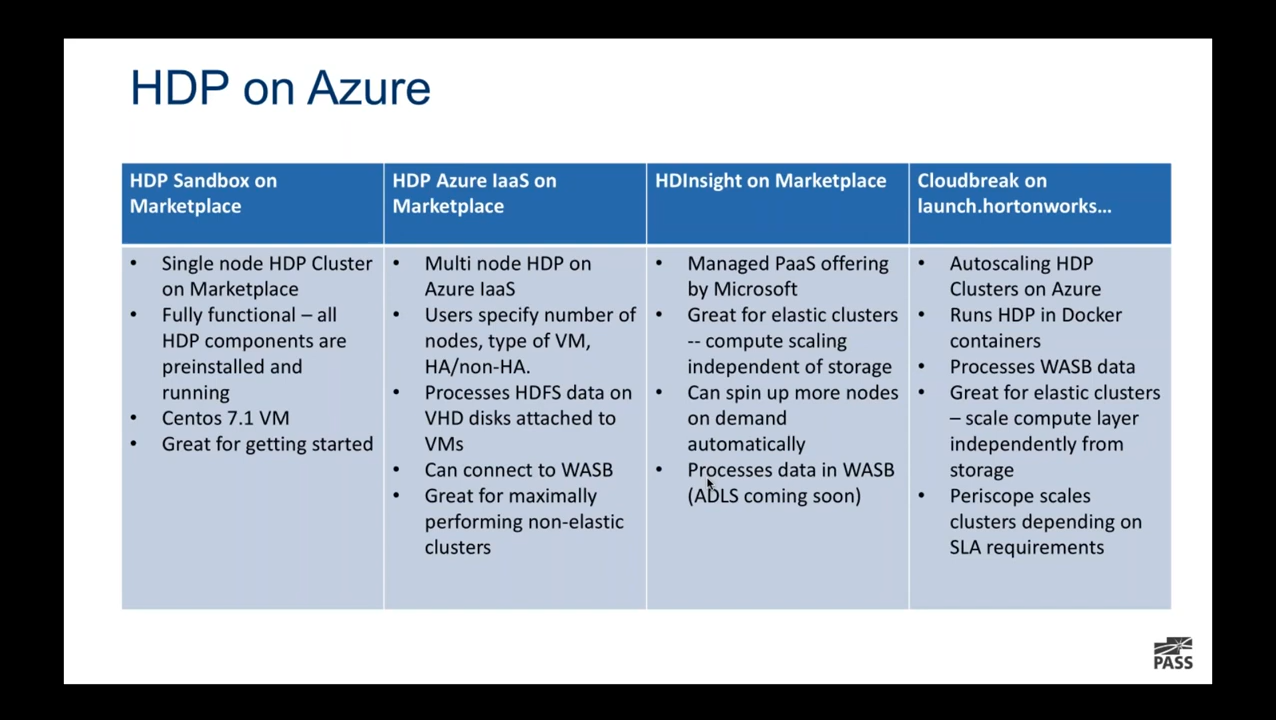 HDP on Azure
HDP Sandbox on
Marketplace
HDP Azure IaaS on
Marketplace
HDInsight on Marketplace
Cloudbreak on
launch.hortonworks...
• Single node HDP Cluster
on Marketplace
• Fully functional – all
HDP components are
preinstalled and
running
• Centos 7.1 VM
• Great for getting started
• Multi node HDP on
Azure IaaS
• Users specify number of
nodes, type of VM,
HA/non-HA.
• Processes HDFS data on
VHD disks attached to
VMs
• Can connect to WASB
• Great for maximally
performing non-elastic
clusters
• Managed PaaS offering
by Microsoft
• Great for elastic clusters
-- compute scaling
independent of storage
• Can spin up more nodes
on demand
automatically
• Processes data in WASB
(ADLS coming soon)
• Autoscaling HDP
Clusters on Azure
• Runs HDP in Docker
containers
• Processes WASB data
• Great for elastic clusters
– scale compute layer
independently from
storage
• Periscope scales
clusters depending on
SLA requirements
PASS